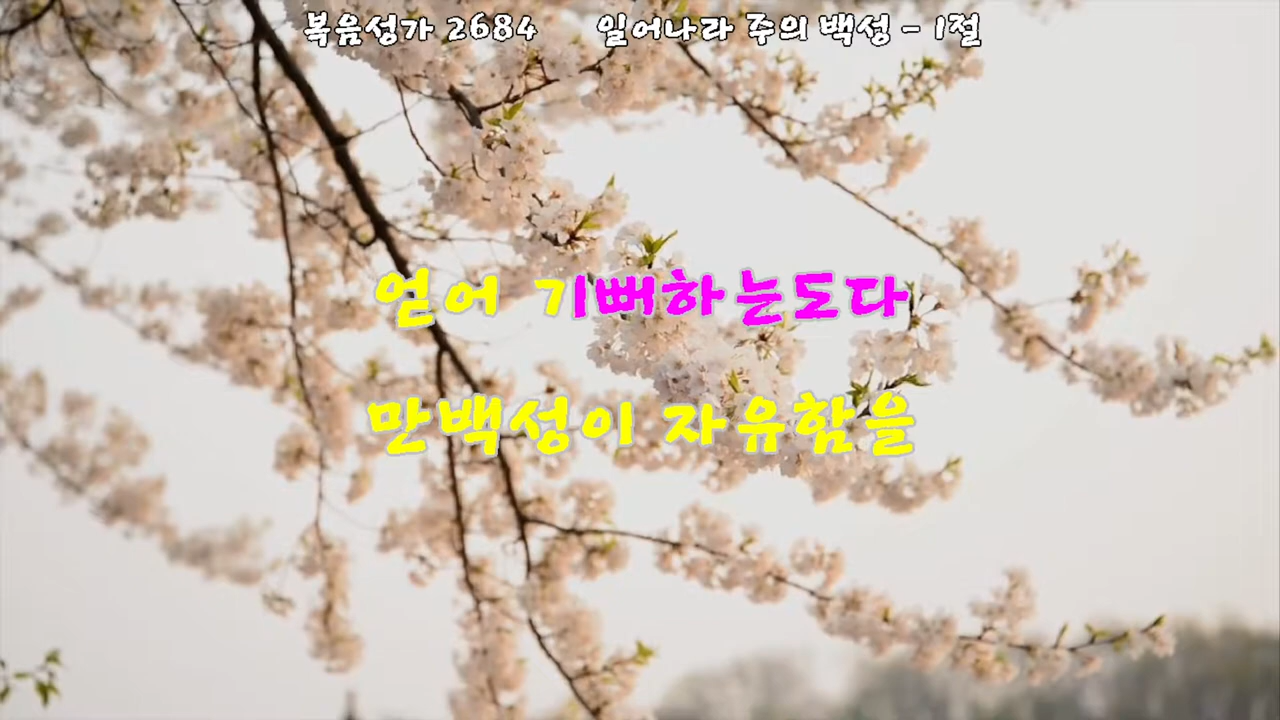 복음성가 2684 일어나라 주의 백성 - 1절
얻어 기뻐하는도다
만백성이 자유함을